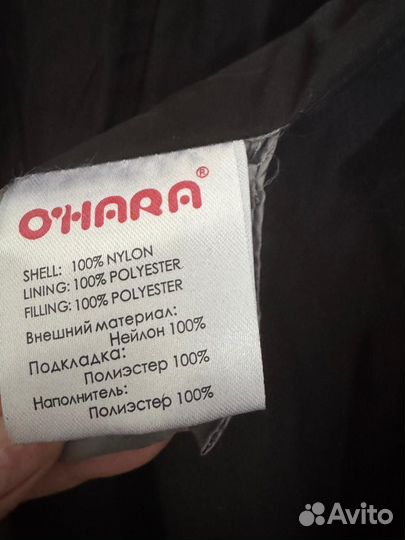 O'HARA®
SHELL: 100% NYLON
LINING: 100% POLYESTER
FILLING: 100% POLYESTER
Внешний материал:
Нейлон 100%
Подкладка:
Полиэстер 100%
Наполнитель:
Полиэстер 100%
Avito